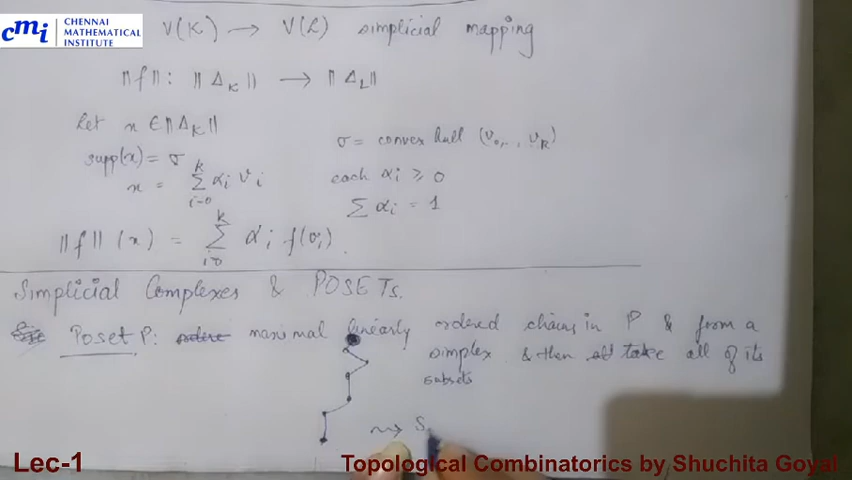 cmi CHENNAI
MATHEMATICAL
INSTITUTE
V(K) → V(L) simplicial mapping
||f|| : ||Δ_K|| → ||Δ_L||
Let x ∈ ||Δ_K||
supp(x) = σ σ = convex hull (v_0,.., v_k)
x = Σ_{i=0}^{k} α_i v_i each α_i ≥ 0
Σ α_i = 1
||f|| (x) = Σ_{i=0}^{k} α_i f(v_i).
Simplicial Complexes & POSETs.
Poset P: maximal linearly ordered chains in P & form a
simplex & then take all of its
subsets
⇝ S
Lec-1
Topological Combinatorics by Shuchita Goyal